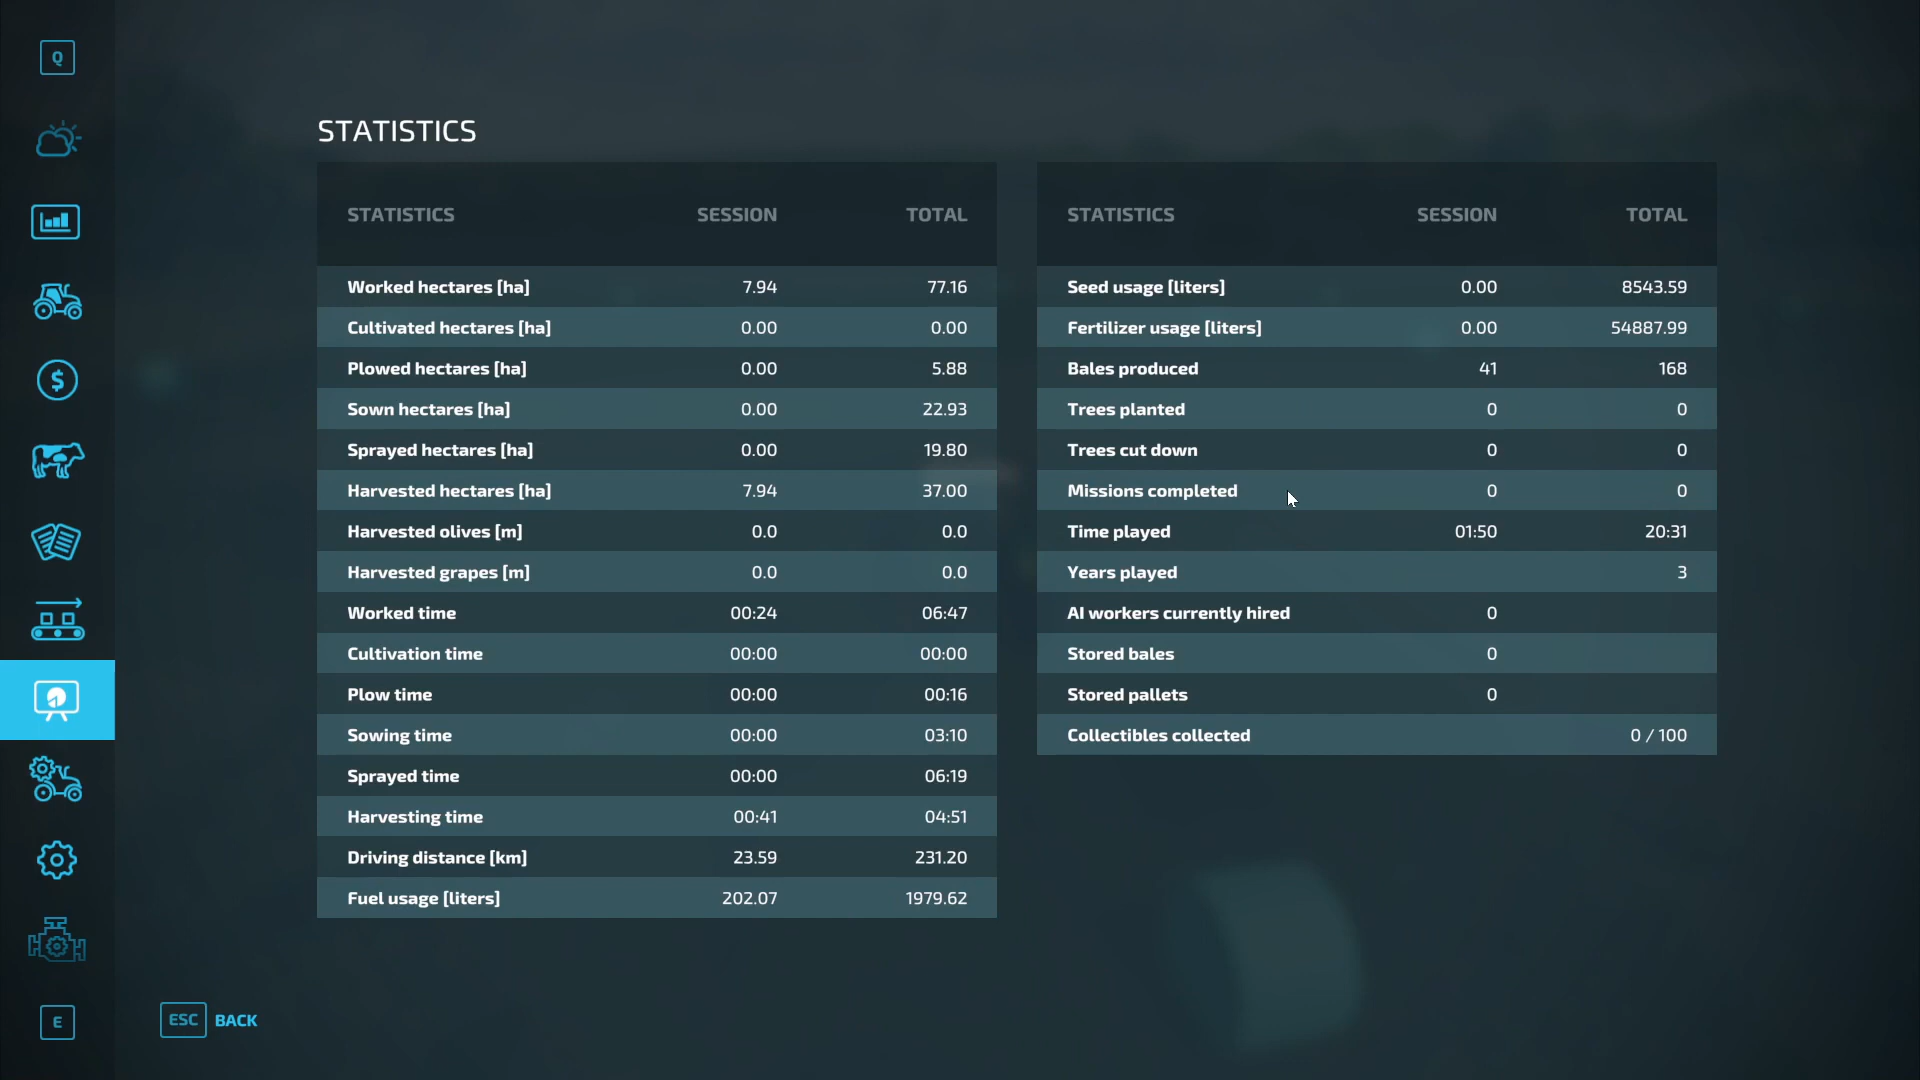 Q
STATISTICS
STATISTICS SESSION TOTAL
Worked hectares [ha] 7.94 77.16
Cultivated hectares [ha] 0.00 0.00
Plowed hectares [ha] 0.00 5.88
Sown hectares [ha] 0.00 22.93
Sprayed hectares [ha] 0.00 19.80
Harvested hectares [ha] 7.94 37.00
Harvested olives [m] 0.0 0.0
Harvested grapes [m] 0.0 0.0
Worked time 00:24 06:47
Cultivation time 00:00 00:00
Plow time 00:00 00:16
Sowing time 00:00 03:10
Sprayed time 00:00 06:19
Harvesting time 00:41 04:51
Driving distance [km] 23.59 231.20
Fuel usage [liters] 202.07 1979.62
STATISTICS SESSION TOTAL
Seed usage [liters] 0.00 8543.59
Fertilizer usage [liters] 0.00 54887.99
Bales produced 41 168
Trees planted 0 0
Trees cut down 0 0
Missions completed 0 0
Time played 01:50 20:31
Years played 3
AI workers currently hired 0
Stored bales 0
Stored pallets 0
Collectibles collected 0 / 100
E
ESC BACK